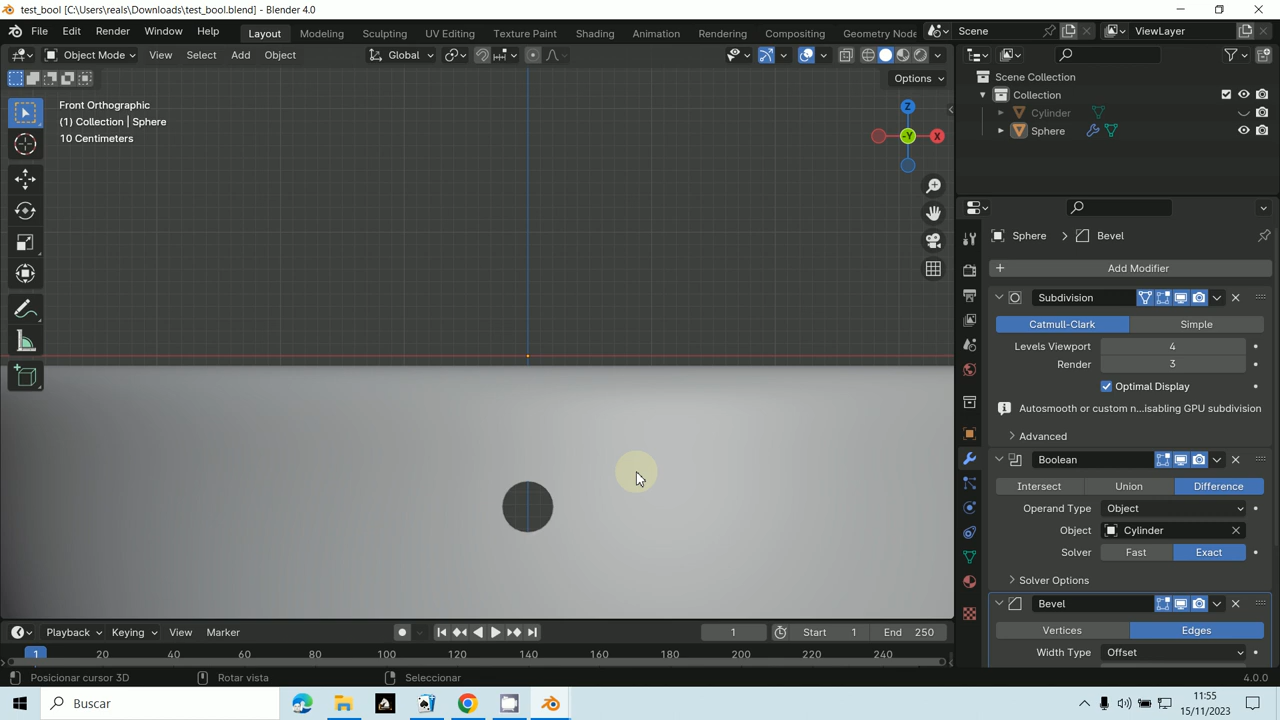 test_bool [C:\Users\reals\Downloads\test_bool.blend] - Blender 4.0
File Edit Render Window Help
Layout Modeling Sculpting UV Editing Texture Paint Shading Animation Rendering Compositing Geometry Node
Scene
ViewLayer
Object Mode View Select Add Object
Global
Options
Front Orthographic
(1) Collection | Sphere
10 Centimeters
Z
-Y
X
Scene Collection
Collection
Cylinder
Sphere
Sphere > Bevel
+ Add Modifier
Subdivision
Catmull-Clark Simple
Levels Viewport 4
Render 3
Optimal Display
Autosmooth or custom n...isabling GPU subdivision
Advanced
Boolean
Intersect Union Difference
Operand Type Object
Object Cylinder
Solver Fast Exact
Solver Options
Bevel
Vertices Edges
Width Type Offset
Playback Keying View Marker
1 Start 1 End 250
1 20 40 60 80 100 120 140 160 180 200 220 240
Posicionar cursor 3D Rotar vista Seleccionar 4.0.0
Buscar
11:55
15/11/2023